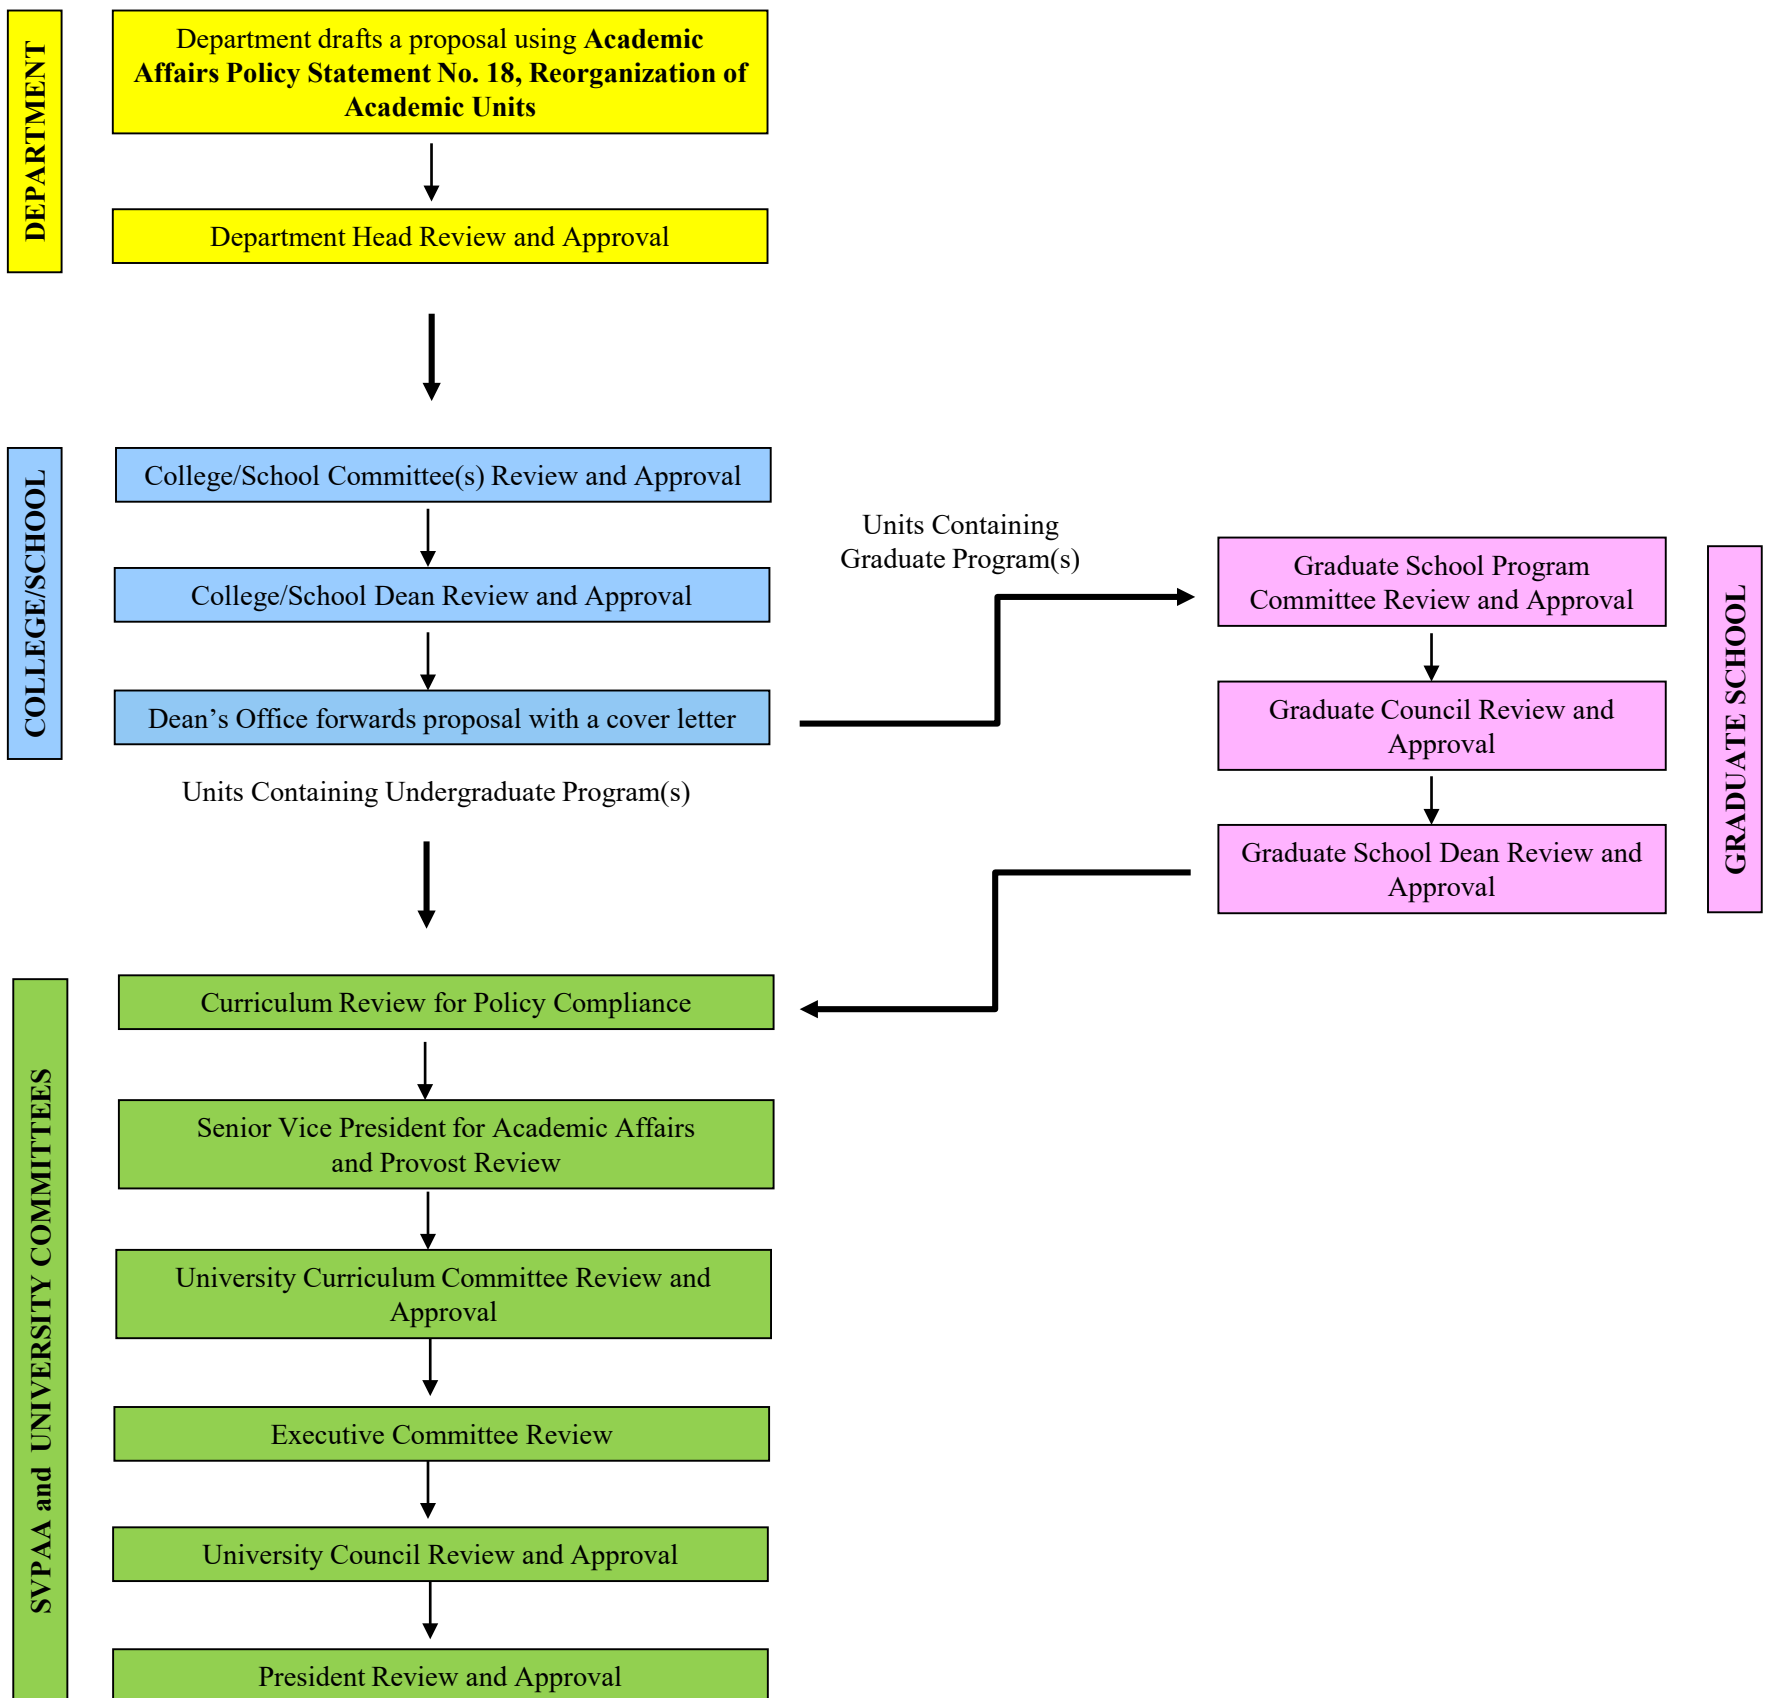 DEPARTMENT
Department drafts a proposal using Academic
Affairs Policy Statement No. 18, Reorganization of
Academic Units
Department Head Review and Approval
COLLEGE/SCHOOL
College/School Committee(s) Review and Approval
College/School Dean Review and Approval
Dean’s Office forwards proposal with a cover letter
Units Containing
Graduate Program(s)
Graduate School Program
Committee Review and Approval
Graduate Council Review and
Approval
Graduate School Dean Review and
Approval
GRADUATE SCHOOL
Units Containing Undergraduate Program(s)
SVPAA and UNIVERSITY COMMITTEES
Curriculum Review for Policy Compliance
Senior Vice President for Academic Affairs
and Provost Review
University Curriculum Committee Review and
Approval
Executive Committee Review
University Council Review and Approval
President Review and Approval